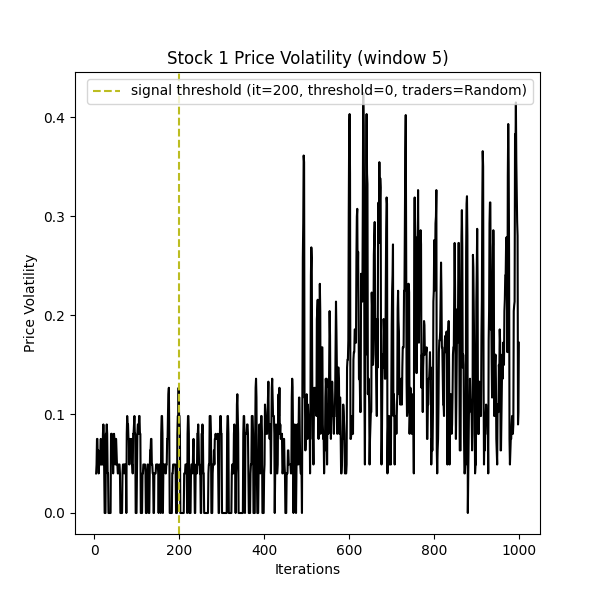 Stock 1 Price Volatility (window 5)
signal threshold (it=200, threshold=0, traders=Random)
Price Volatility
0.4
0.3
0.2
0.1
0.0
0 200 400 600 800 1000
Iterations